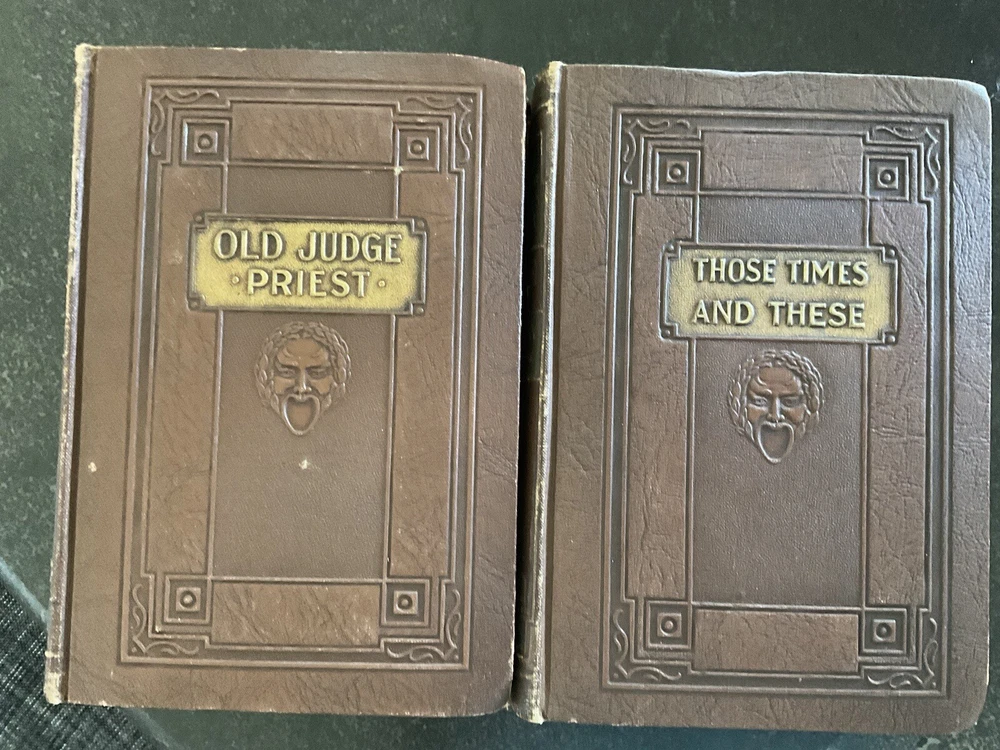 OLD JUDGE
·PRIEST·
THOSE TIMES
AND THESE